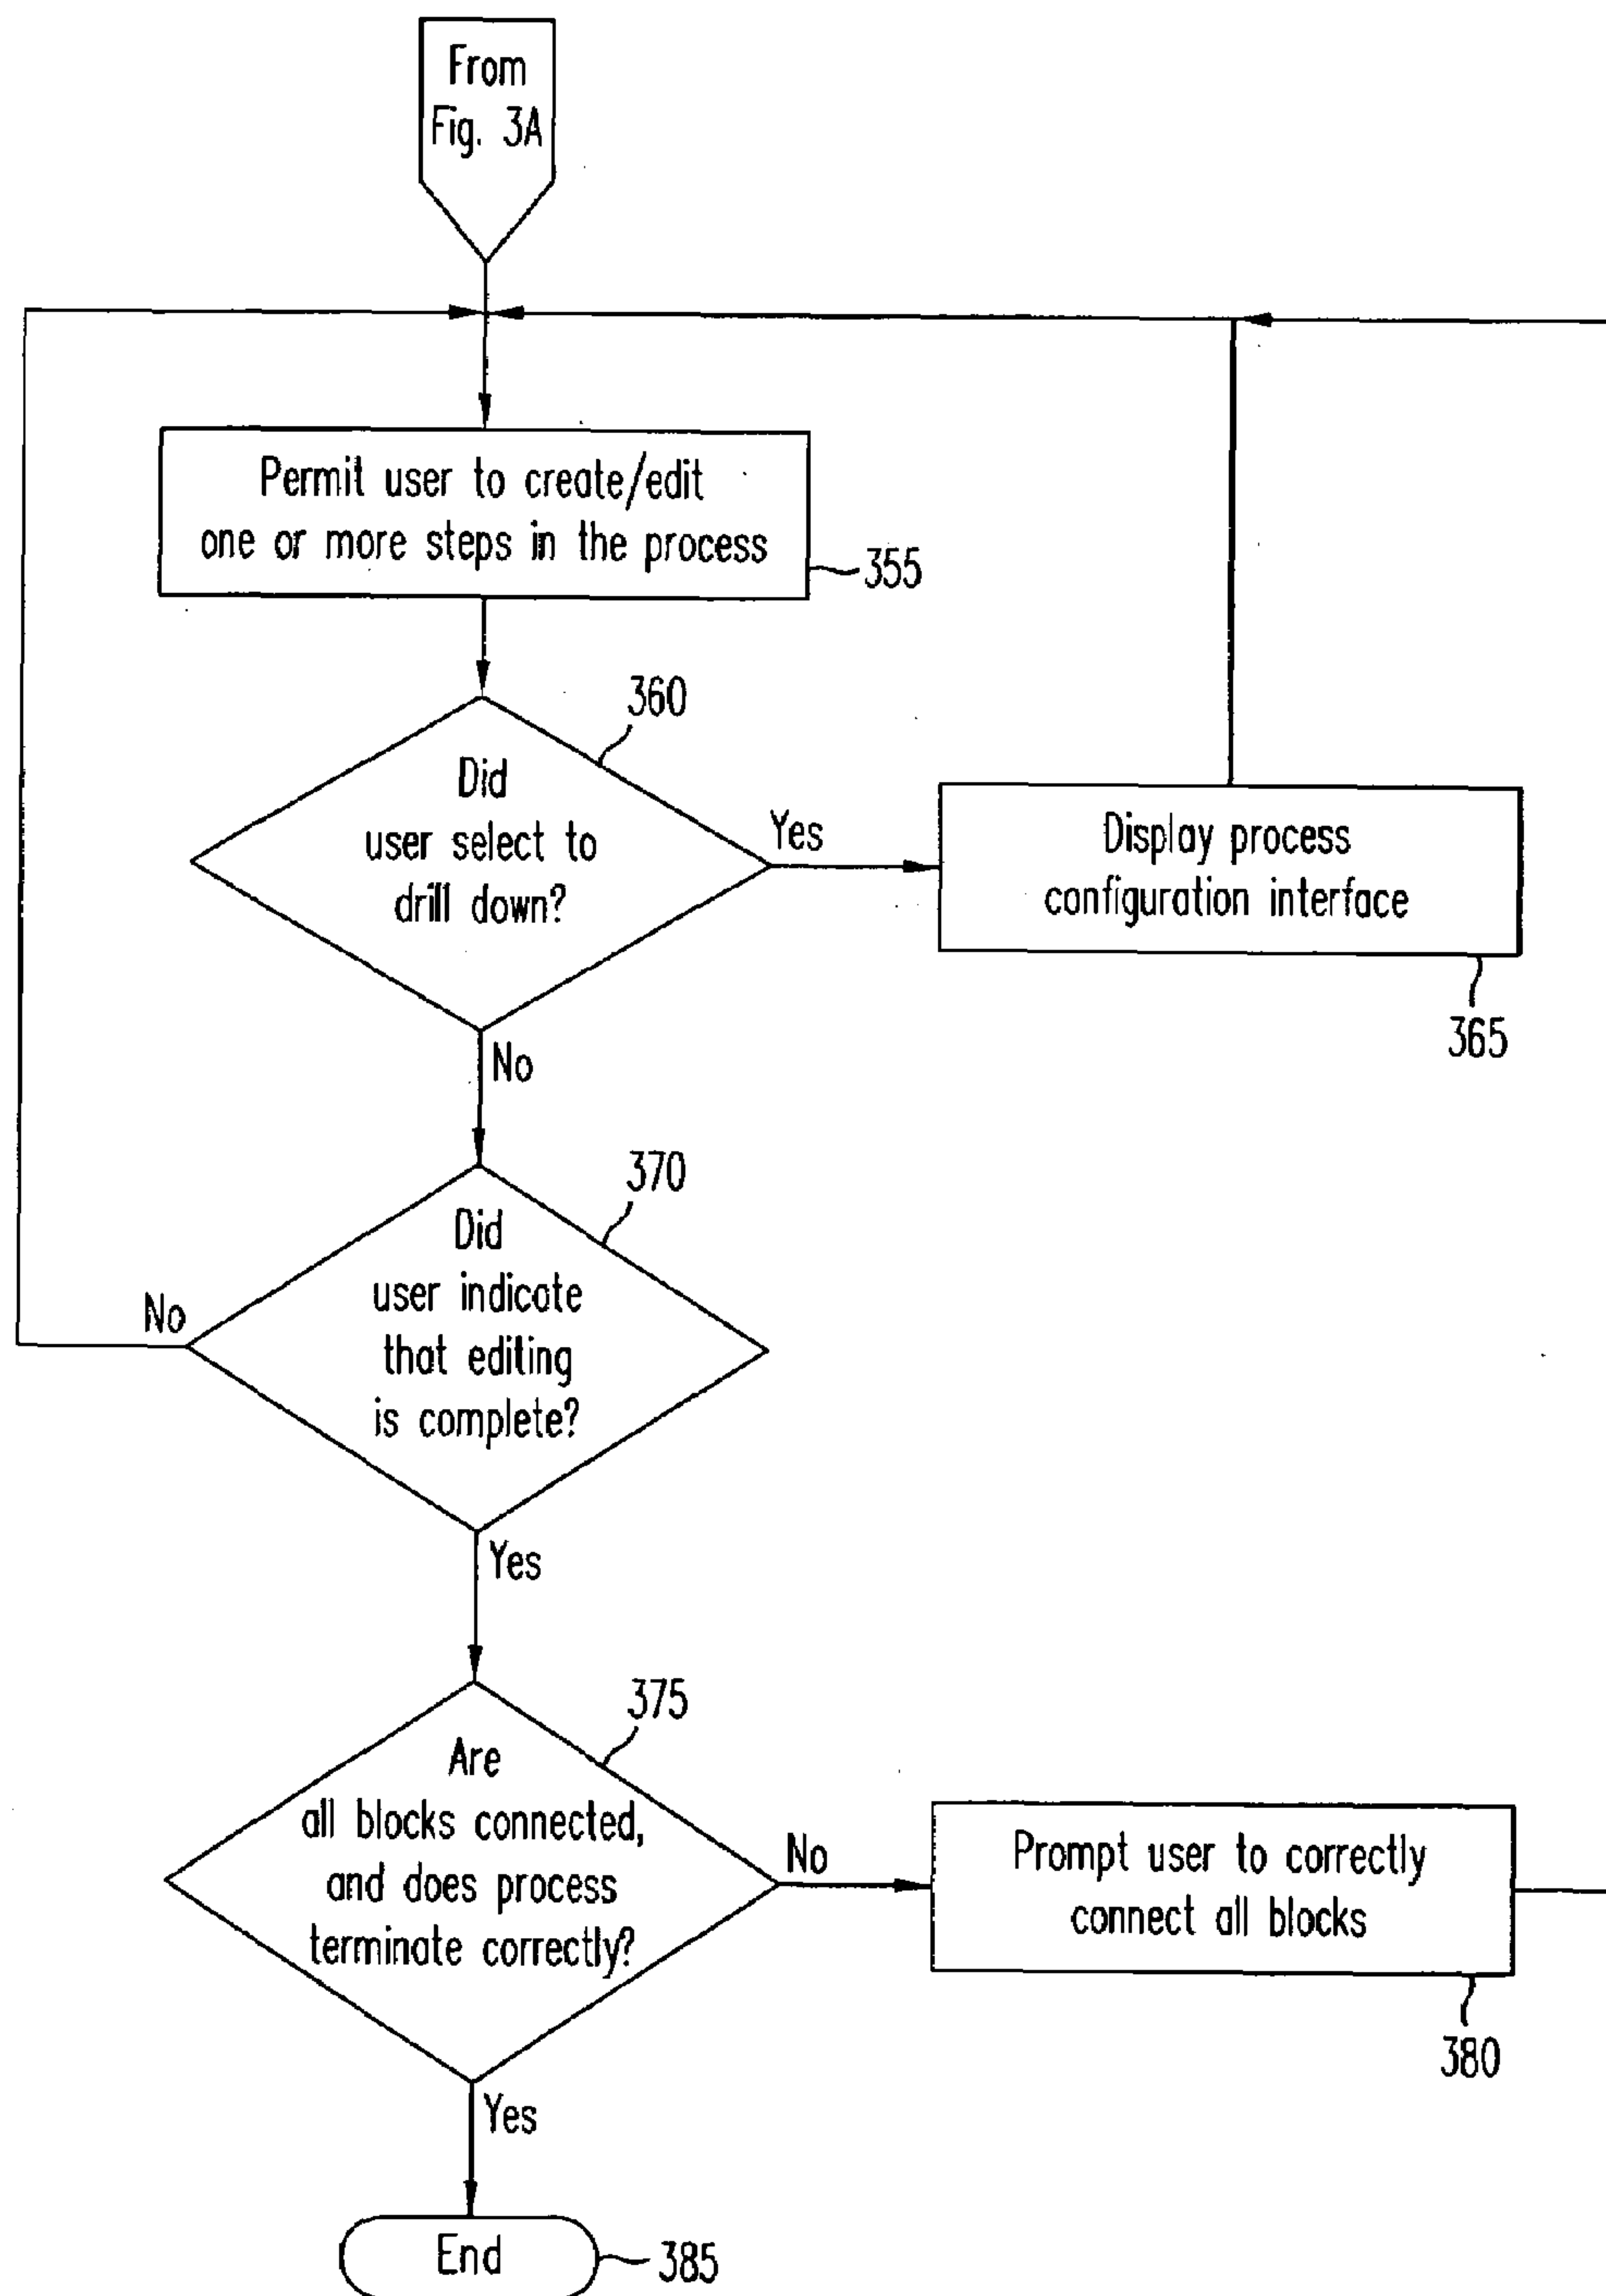 From
Fig. 3A
Permit user to create/edit
one or more steps in the process
355
360
Did
user select to
drill down?
Yes
Display process
configuration interface
365
No
370
Did
user indicate
that editing
is complete?
No
Yes
375
Are
all blocks connected,
and does process
terminate correctly?
No
Prompt user to correctly
connect all blocks
380
Yes
End
385